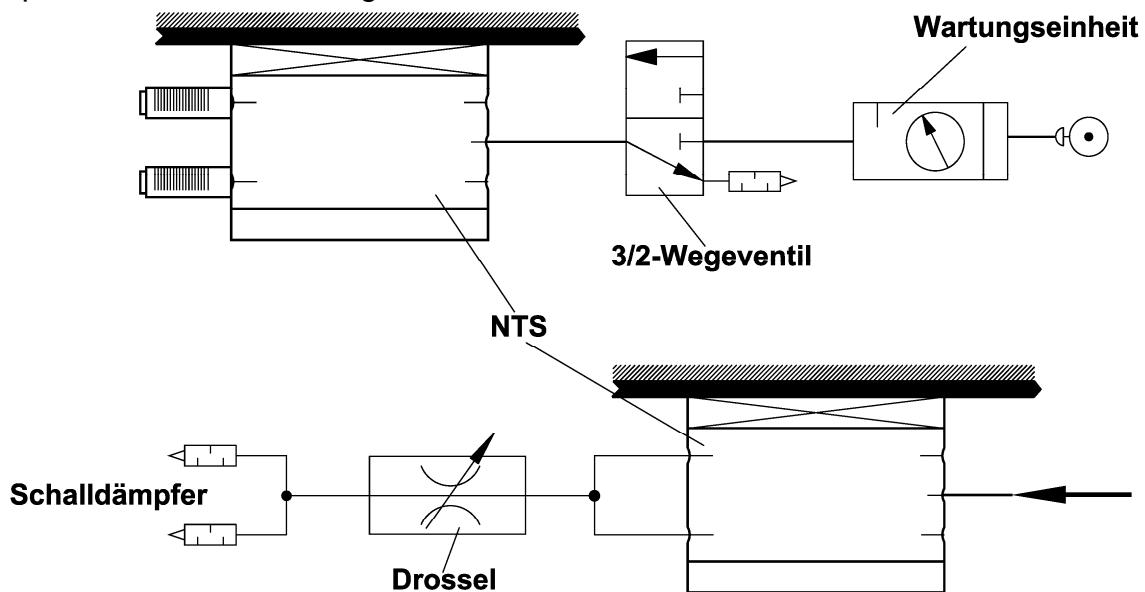 Wartungseinheit
3/2-Wegeventil
NTS
Schalldämpfer
Drossel